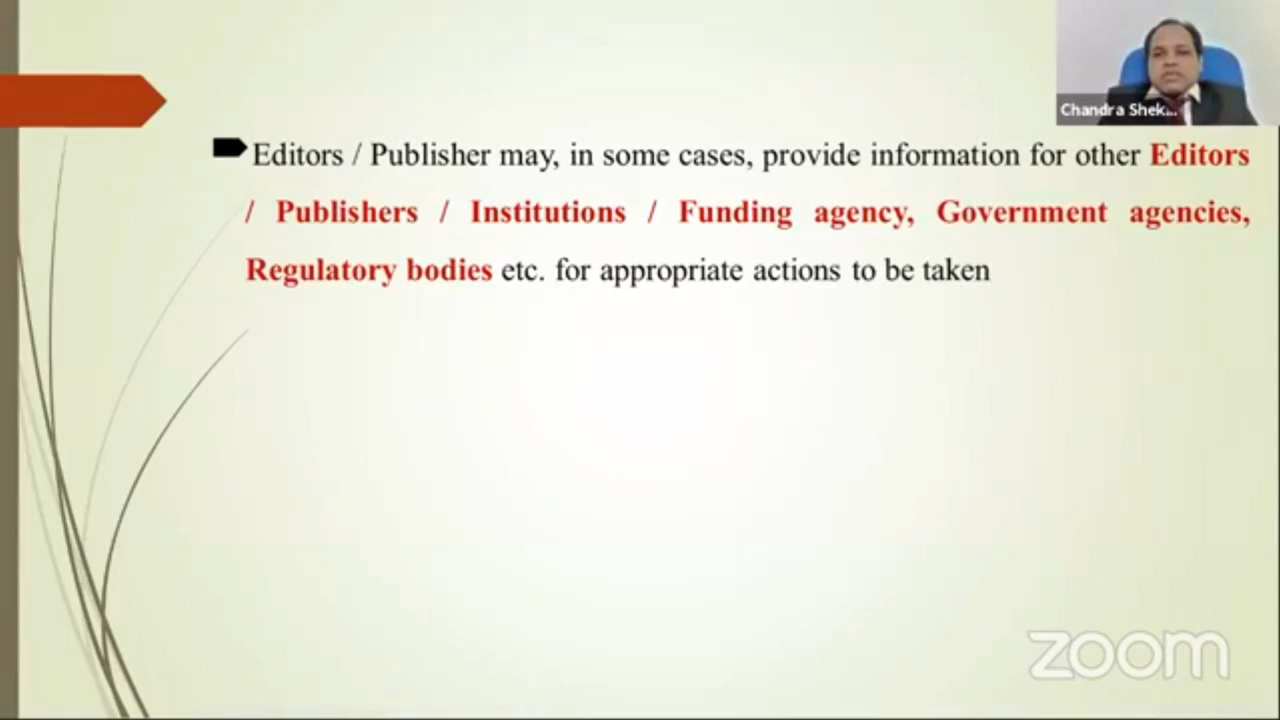 Chandra Shek...
Editors / Publisher may, in some cases, provide information for other Editors
/ Publishers / Institutions / Funding agency, Government agencies,
Regulatory bodies etc. for appropriate actions to be taken
zoom